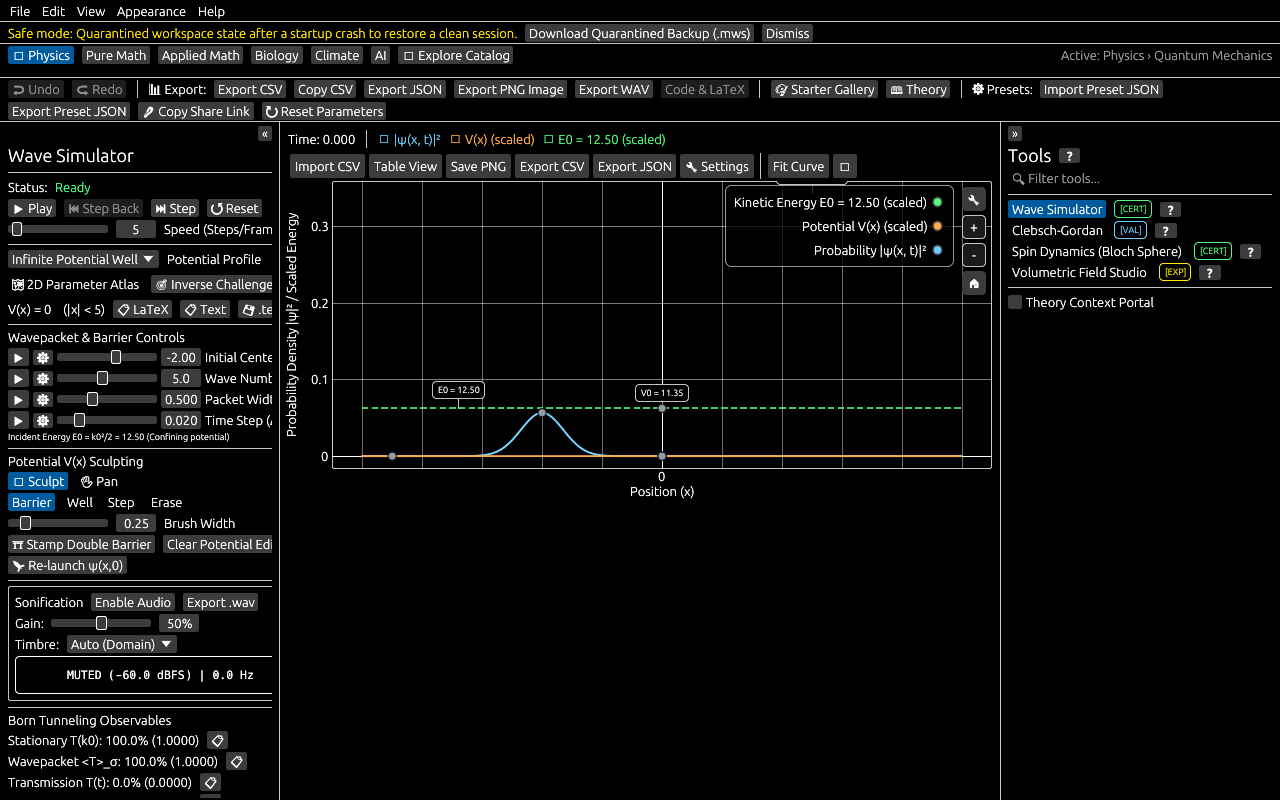 File Edit View Appearance Help
Safe mode: Quarantined workspace state after a startup crash to restore a clean session. Download Quarantined Backup (.mws) Dismiss
Physics Pure Math Applied Math Biology Climate AI Explore Catalog Active: Physics › Quantum Mechanics
Undo Redo Export: Export CSV Copy CSV Export JSON Export PNG Image Export WAV Code & LaTeX Starter Gallery Theory Presets: Import Preset JSON
Export Preset JSON Copy Share Link Reset Parameters
«
Wave Simulator
Status: Ready
Play Step Back Step Reset
5 Speed (Steps/Fram
Infinite Potential Well Potential Profile
2D Parameter Atlas Inverse Challenge
V(x) = 0 (|x| < 5) LaTeX Text .te
Wavepacket & Barrier Controls
-2.00 Initial Cente
5.0 Wave Numb
0.500 Packet Widt
0.020 Time Step (
Incident Energy E0 = k0²/2 = 12.50 (Confining potential)
Potential V(x) Sculpting
Sculpt Pan
Barrier Well Step Erase
0.25 Brush Width
Stamp Double Barrier Clear Potential Edi
Re-launch ψ(x,0)
Sonification Enable Audio Export .wav
Gain: 50%
Timbre: Auto (Domain)
MUTED (-60.0 dBFS) | 0.0 Hz
Born Tunneling Observables
Stationary T(k0): 100.0% (1.0000)
Wavepacket <T>_σ: 100.0% (1.0000)
Transmission T(t): 0.0% (0.0000)
Time: 0.000 |ψ(x, t)|² V(x) (scaled) E0 = 12.50 (scaled)
Import CSV Table View Save PNG Export CSV Export JSON Settings Fit Curve
Kinetic Energy E0 = 12.50 (scaled)
Potential V(x) (scaled)
Probability |ψ(x, t)|²
+
-
0.3
0.2
0.1
0
Probability Density |ψ|² / Scaled Energy
E0 = 12.50
V0 = 11.35
0
Position (x)
»
Tools ?
Filter tools...
Wave Simulator [CERT] ?
Clebsch-Gordan [VAL] ?
Spin Dynamics (Bloch Sphere) [CERT] ?
Volumetric Field Studio [EXP] ?
Theory Context Portal